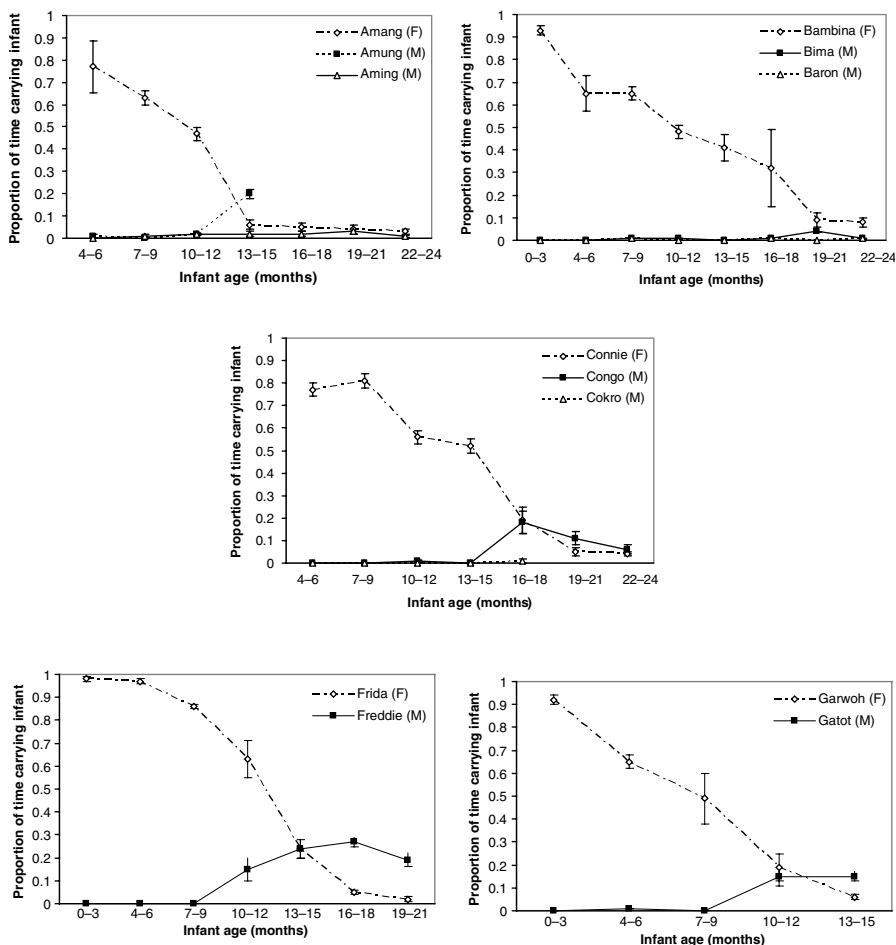 Proportion of time carrying infant
1
0.9
0.8
0.7
0.6
0.5
0.4
0.3
0.2
0.1
0
Amang (F)
Amung (M)
Aming (M)
4–6 7–9 10–12 13–15 16–18 19–21 22–24
Infant age (months)
Proportion of time carrying infant
1
0.9
0.8
0.7
0.6
0.5
0.4
0.3
0.2
0.1
0
Bambina (F)
Bima (M)
Baron (M)
0–3 4–6 7–9 10–12 13–15 16–18 19–21 22–24
Infant age (months)
Proportion of time carrying infant
1
0.9
0.8
0.7
0.6
0.5
0.4
0.3
0.2
0.1
0
Connie (F)
Congo (M)
Cokro (M)
4–6 7–9 10–12 13–15 16–18 19–21 22–24
Infant age (months)
Proportion of time carrying infant
1
0.9
0.8
0.7
0.6
0.5
0.4
0.3
0.2
0.1
0
Frida (F)
Freddie (M)
0–3 4–6 7–9 10–12 13–15 16–18 19–21
Infant age (months)
Proportion of time carrying infant
1
0.9
0.8
0.7
0.6
0.5
0.4
0.3
0.2
0.1
0
Garwoh (F)
Gatot (M)
0–3 4–6 7–9 10–12 13–15
Infant age (months)